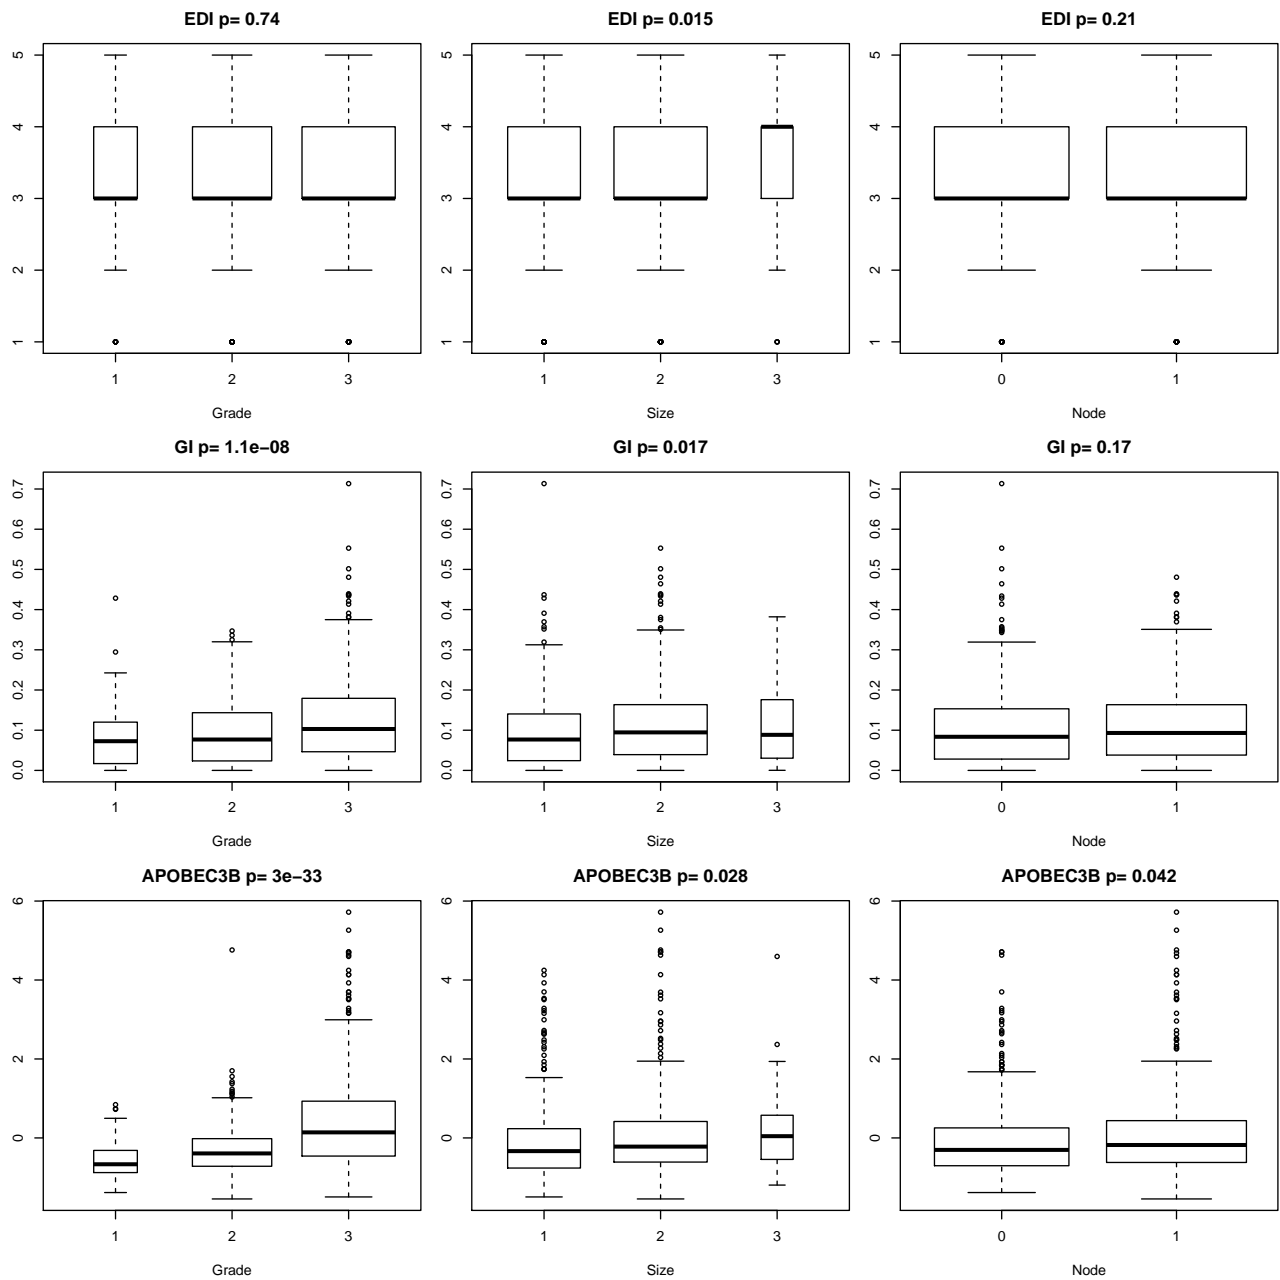 EDI p= 0.74
5
4
3
2
1
1 2 3
Grade
EDI p= 0.015
5
4
3
2
1
1 2 3
Size
EDI p= 0.21
5
4
3
2
1
0 1
Node
GI p= 1.1e−08
0.7
0.6
0.5
0.4
0.3
0.2
0.1
0.0
1 2 3
Grade
GI p= 0.017
0.7
0.6
0.5
0.4
0.3
0.2
0.1
0.0
1 2 3
Size
GI p= 0.17
0.7
0.6
0.5
0.4
0.3
0.2
0.1
0.0
0 1
Node
APOBEC3B p= 3e−33
6
4
2
0
1 2 3
Grade
APOBEC3B p= 0.028
6
4
2
0
1 2 3
Size
APOBEC3B p= 0.042
6
4
2
0
0 1
Node